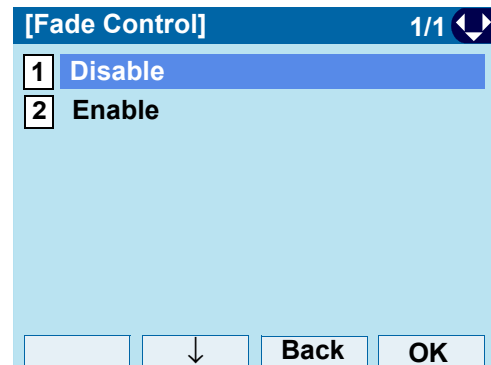 [Fade Control] 1/1
1 Disable
2 Enable
↓ Back OK